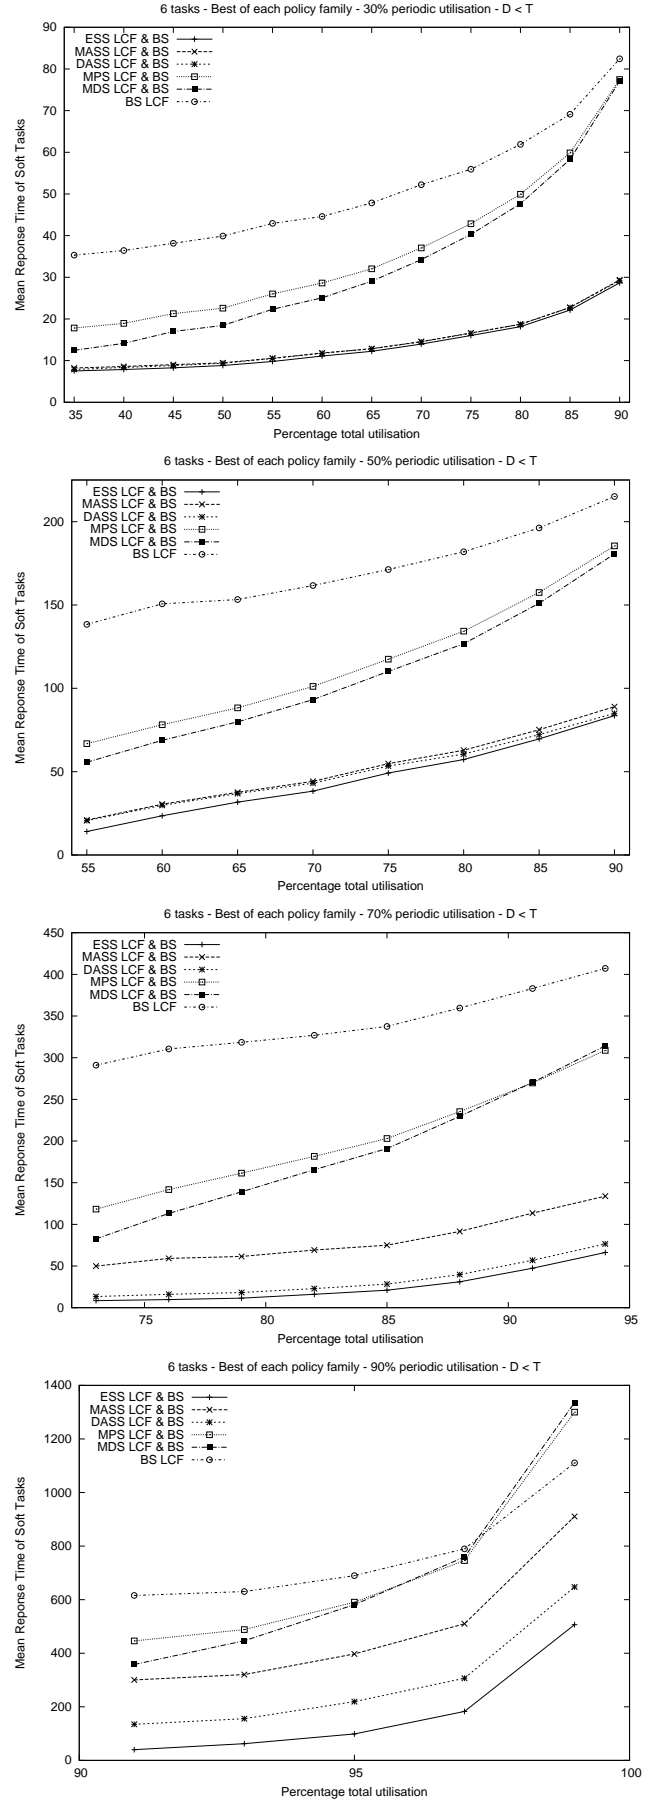 6 tasks - Best of each policy family - 30% periodic utilisation - D < T
90
80
70
60
50
40
30
20
10
0
ESS LCF & BS
MASS LCF & BS
DASS LCF & BS
MPS LCF & BS
MDS LCF & BS
BS LCF
Mean Reponse Time of Soft Tasks
35 40 45 50 55 60 65 70 75 80 85 90
Percentage total utilisation
6 tasks - Best of each policy family - 50% periodic utilisation - D < T
200
150
100
50
0
ESS LCF & BS
MASS LCF & BS
DASS LCF & BS
MPS LCF & BS
MDS LCF & BS
BS LCF
Mean Reponse Time of Soft Tasks
55 60 65 70 75 80 85 90
Percentage total utilisation
6 tasks - Best of each policy family - 70% periodic utilisation - D < T
450
400
350
300
250
200
150
100
50
0
ESS LCF & BS
MASS LCF & BS
DASS LCF & BS
MPS LCF & BS
MDS LCF & BS
BS LCF
Mean Reponse Time of Soft Tasks
75 80 85 90 95
Percentage total utilisation
6 tasks - Best of each policy family - 90% periodic utilisation - D < T
1400
1200
1000
800
600
400
200
0
ESS LCF & BS
MASS LCF & BS
DASS LCF & BS
MPS LCF & BS
MDS LCF & BS
BS LCF
Mean Reponse Time of Soft Tasks
90 95 100
Percentage total utilisation